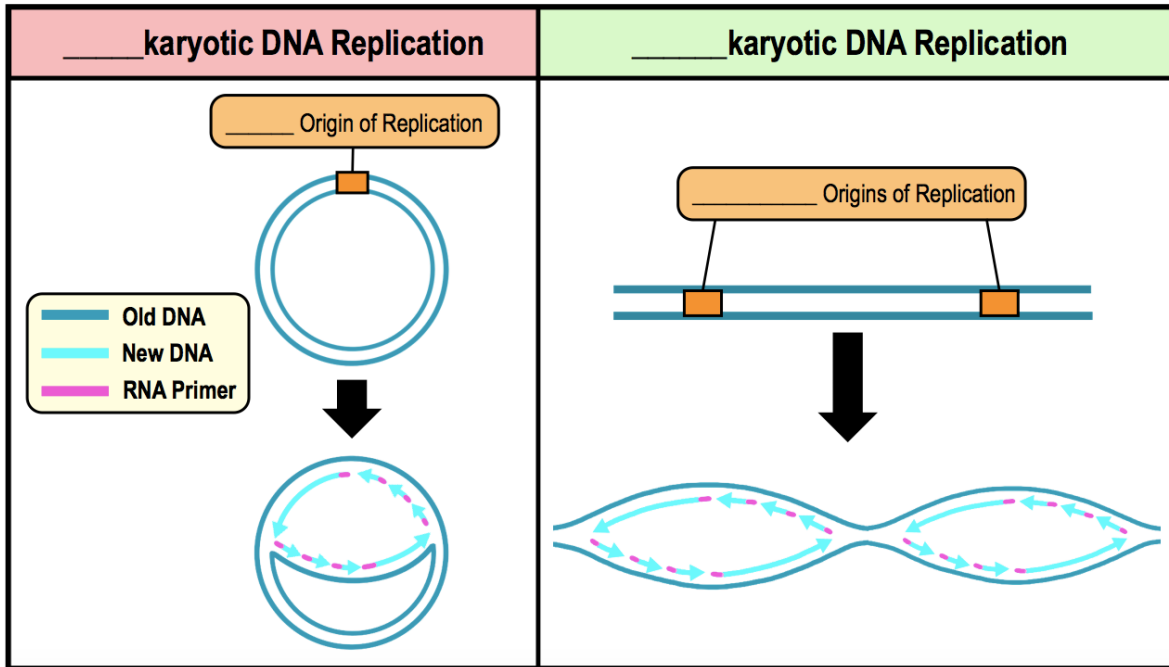 _____karyotic DNA Replication
______karyotic DNA Replication
______ Origin of Replication
___________ Origins of Replication
Old DNA
New DNA
RNA Primer